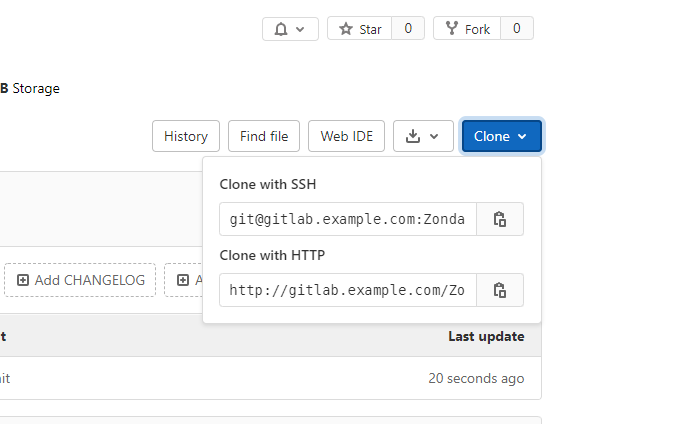 Star 0 Fork 0
B Storage
History Find file Web IDE Clone
Clone with SSH
git@gitlab.example.com:Zonda
Clone with HTTP
http://gitlab.example.com/Zo
Add CHANGELOG A
t Last update
it 20 seconds ago